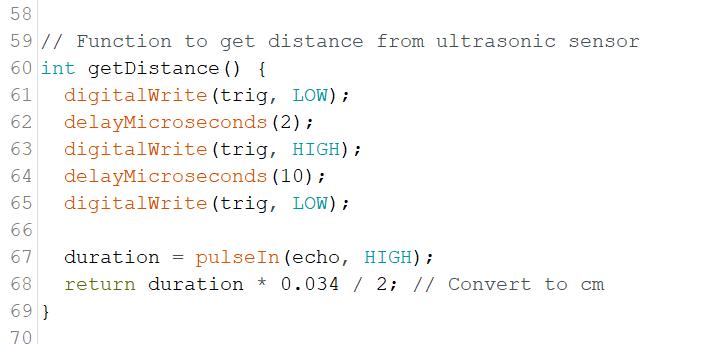 58
59 // Function to get distance from ultrasonic sensor
60 int getDistance() {
61   digitalWrite(trig, LOW);
62   delayMicroseconds(2);
63   digitalWrite(trig, HIGH);
64   delayMicroseconds(10);
65   digitalWrite(trig, LOW);
66
67   duration = pulseIn(echo, HIGH);
68   return duration * 0.034 / 2; // Convert to cm
69 }
70